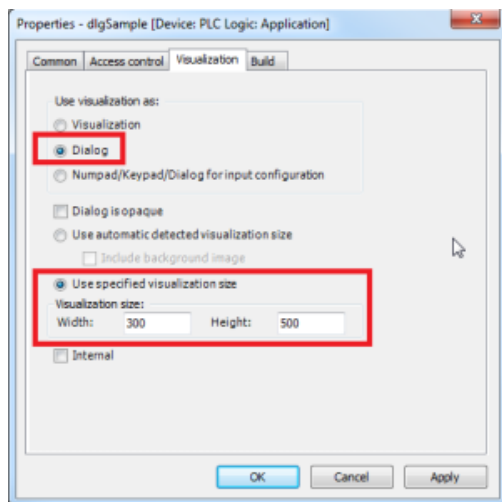 Properties - dlgSample [Device: PLC Logic: Application]
Common Access control Visualization Build
Use visualization as:
Visualization
Dialog
Numpad/Keypad/Dialog for input configuration
Dialog is opaque
Use automatic detected visualization size
Include background image
Use specified visualization size
Visualization size:
Width: 300 Height: 500
Internal
OK Cancel Apply